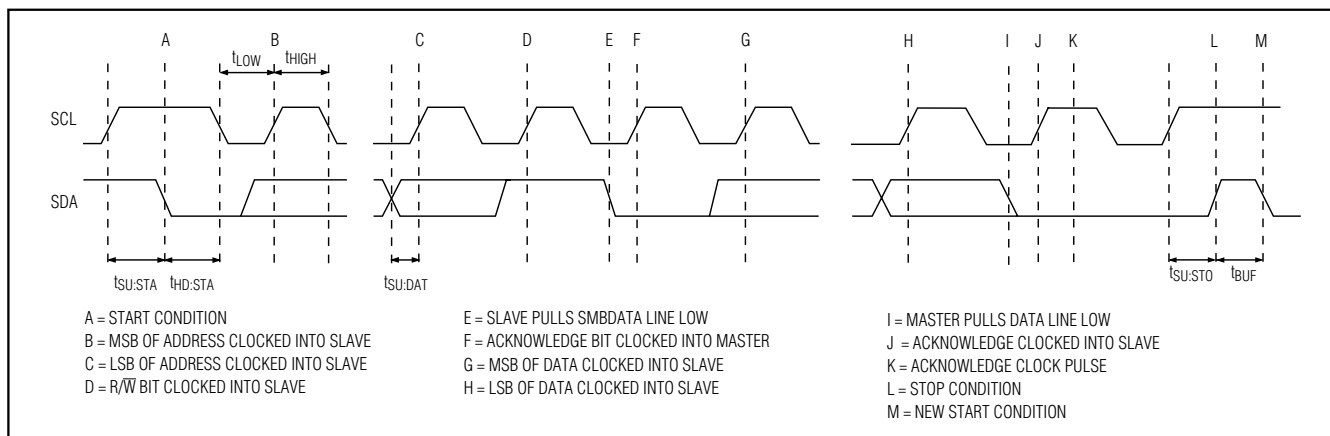 A B C D E F G H I J K L M
tLOW tHIGH
SCL
SDA
tSU:STA tHD:STA tSU:DAT tSU:STO tBUF
A = START CONDITION
B = MSB OF ADDRESS CLOCKED INTO SLAVE
C = LSB OF ADDRESS CLOCKED INTO SLAVE
D = R/W̅ BIT CLOCKED INTO SLAVE
E = SLAVE PULLS SMBDATA LINE LOW
F = ACKNOWLEDGE BIT CLOCKED INTO MASTER
G = MSB OF DATA CLOCKED INTO SLAVE
H = LSB OF DATA CLOCKED INTO SLAVE
I = MASTER PULLS DATA LINE LOW
J = ACKNOWLEDGE CLOCKED INTO SLAVE
K = ACKNOWLEDGE CLOCK PULSE
L = STOP CONDITION
M = NEW START CONDITION